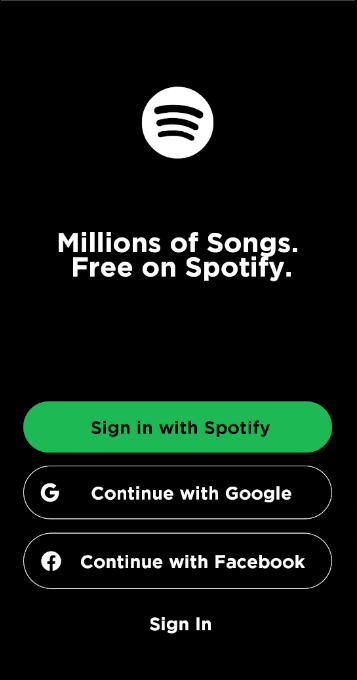 Millions of Songs.
Free on Spotify.
Sign in with Spotify
Continue with Google
Continue with Facebook
Sign In